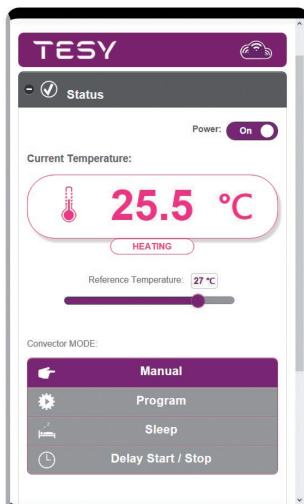 TESY
Status
Power: On
Current Temperature:
25.5 °C
HEATING
Reference Temperature: 27 °C
Convector MODE:
Manual
Program
Sleep
Delay Start / Stop